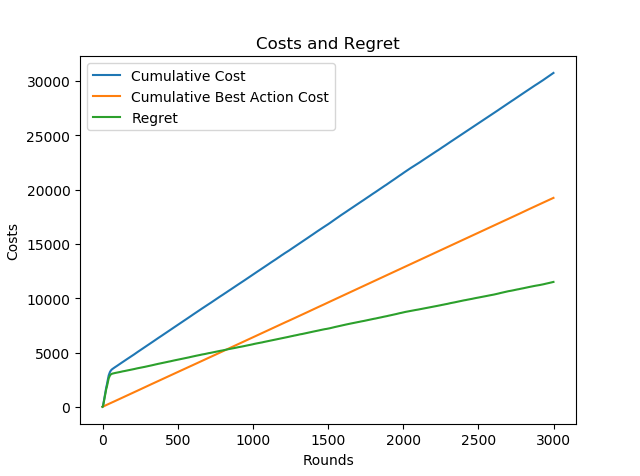 Costs and Regret
Cumulative Cost
Cumulative Best Action Cost
Regret
30000
25000
20000
15000
10000
5000
0
Costs
0 500 1000 1500 2000 2500 3000
Rounds